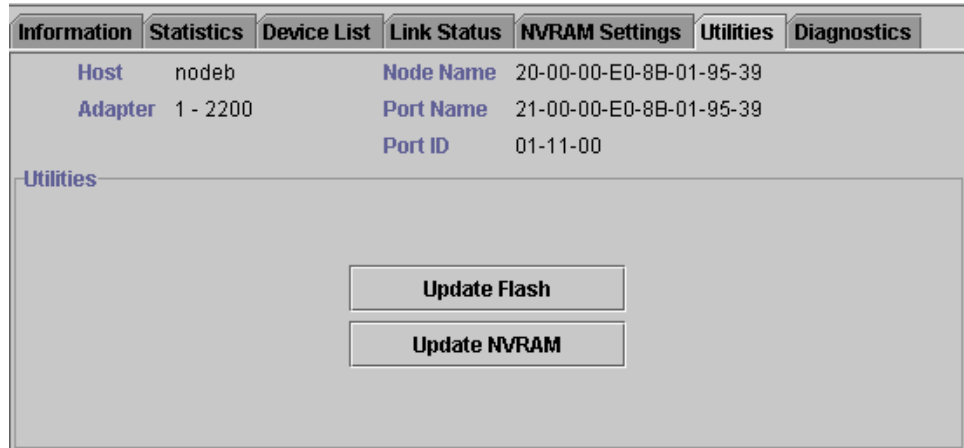 Information Statistics Device List Link Status NVRAM Settings Utilities Diagnostics
Host nodeb Node Name 20-00-00-E0-8B-01-95-39
Adapter 1 - 2200 Port Name 21-00-00-E0-8B-01-95-39
Port ID 01-11-00
Utilities
Update Flash
Update NVRAM